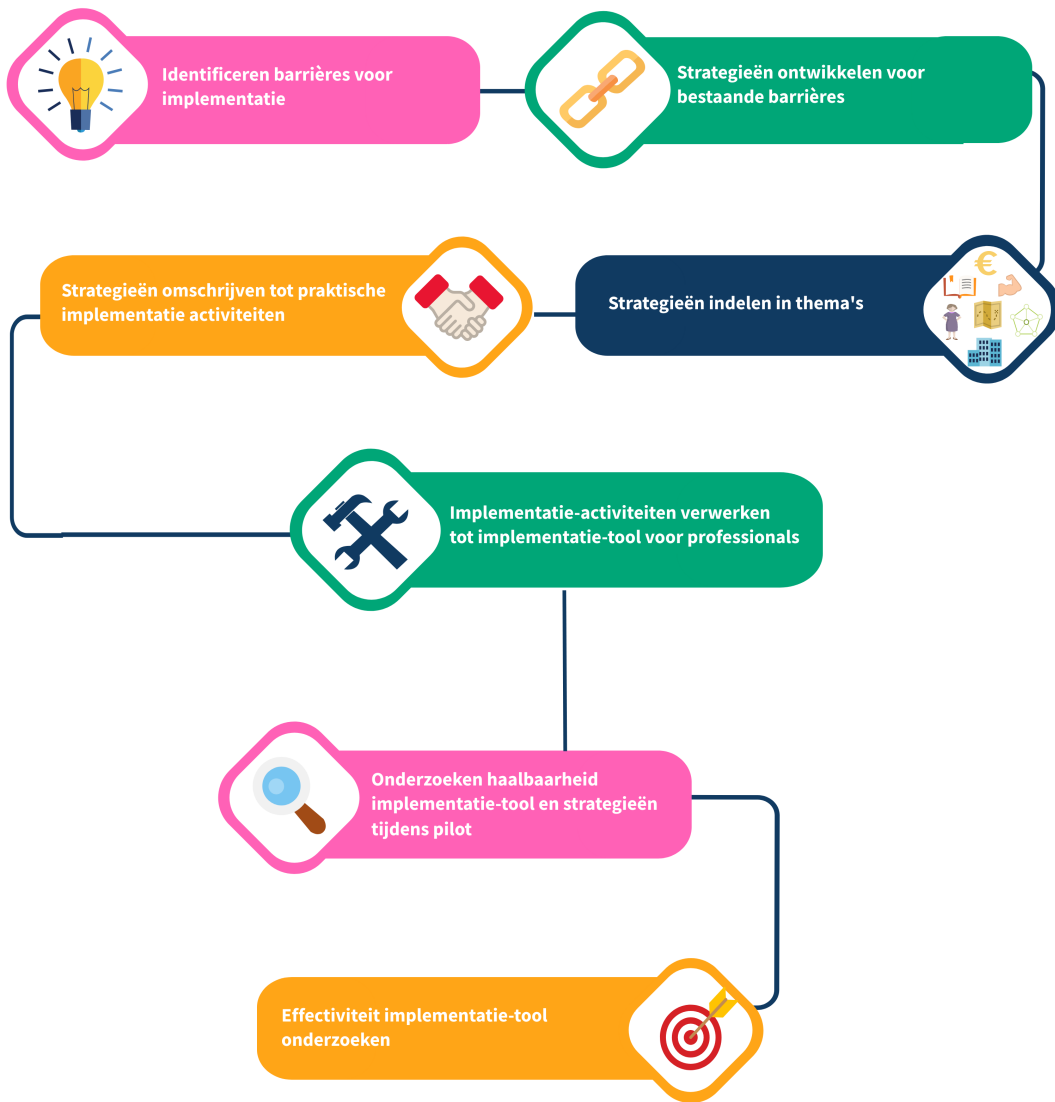 Identificeren barrières voor
implementatie
Strategieën ontwikkelen voor
bestaande barrières
Strategieën indelen in thema's
€
Strategieën omschrijven tot praktische
implementatie activiteiten
Implementatie-activiteiten verwerken
tot implementatie-tool voor professionals
Onderzoeken haalbaarheid
implementatie-tool en strategieën
tijdens pilot
Effectiviteit implementatie-tool
onderzoeken